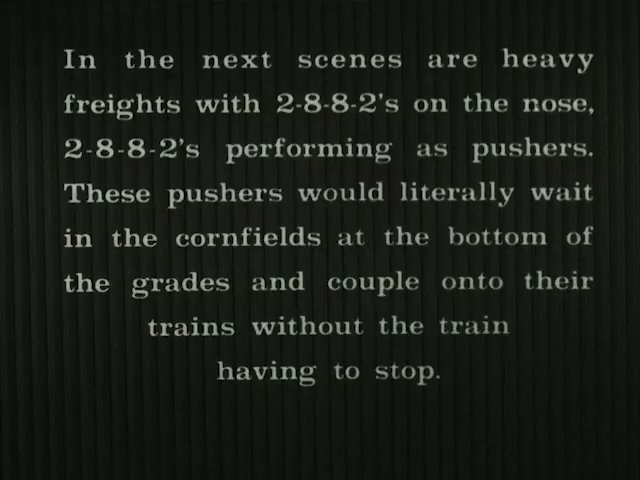 In the next scenes are heavy
freights with 2-8-8-2's on the nose,
2-8-8-2's performing as pushers.
These pushers would literally wait
in the cornfields at the bottom of
the grades and couple onto their
trains without the train
having to stop.